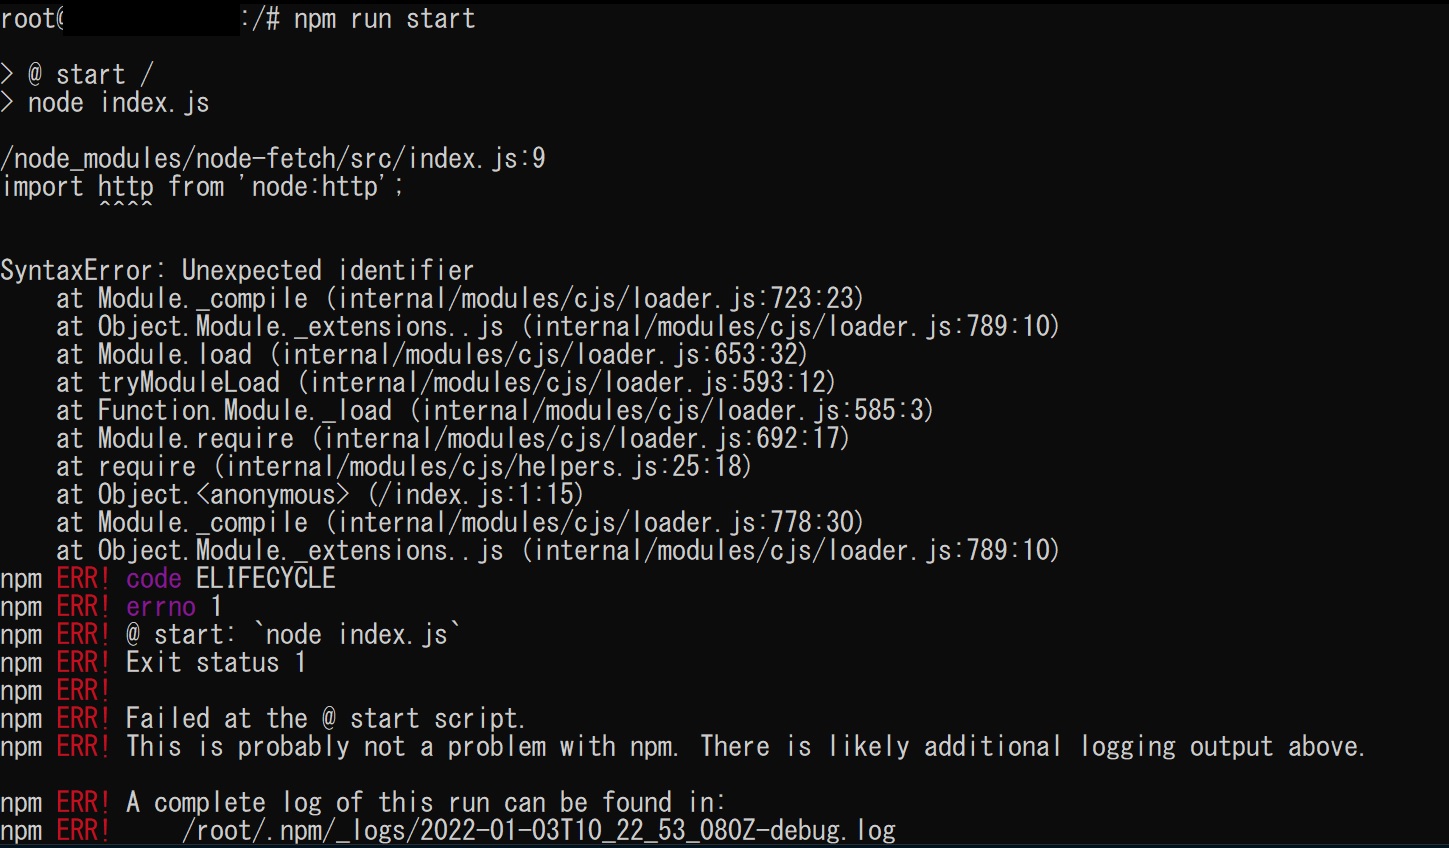 root@ :/# npm run start
> @ start /
> node index.js
/node_modules/node-fetch/src/index.js:9
import http from 'node:http';
       ^^^^
SyntaxError: Unexpected identifier
    at Module._compile (internal/modules/cjs/loader.js:723:23)
    at Object.Module._extensions..js (internal/modules/cjs/loader.js:789:10)
    at Module.load (internal/modules/cjs/loader.js:653:32)
    at tryModuleLoad (internal/modules/cjs/loader.js:593:12)
    at Function.Module._load (internal/modules/cjs/loader.js:585:3)
    at Module.require (internal/modules/cjs/loader.js:692:17)
    at require (internal/modules/cjs/helpers.js:25:18)
    at Object.<anonymous> (/index.js:1:15)
    at Module._compile (internal/modules/cjs/loader.js:778:30)
    at Object.Module._extensions..js (internal/modules/cjs/loader.js:789:10)
npm ERR! code ELIFECYCLE
npm ERR! errno 1
npm ERR! @ start: `node index.js`
npm ERR! Exit status 1
npm ERR!
npm ERR! Failed at the @ start script.
npm ERR! This is probably not a problem with npm. There is likely additional logging output above.
npm ERR! A complete log of this run can be found in:
npm ERR!     /root/.npm/_logs/2022-01-03T10_22_53_080Z-debug.log